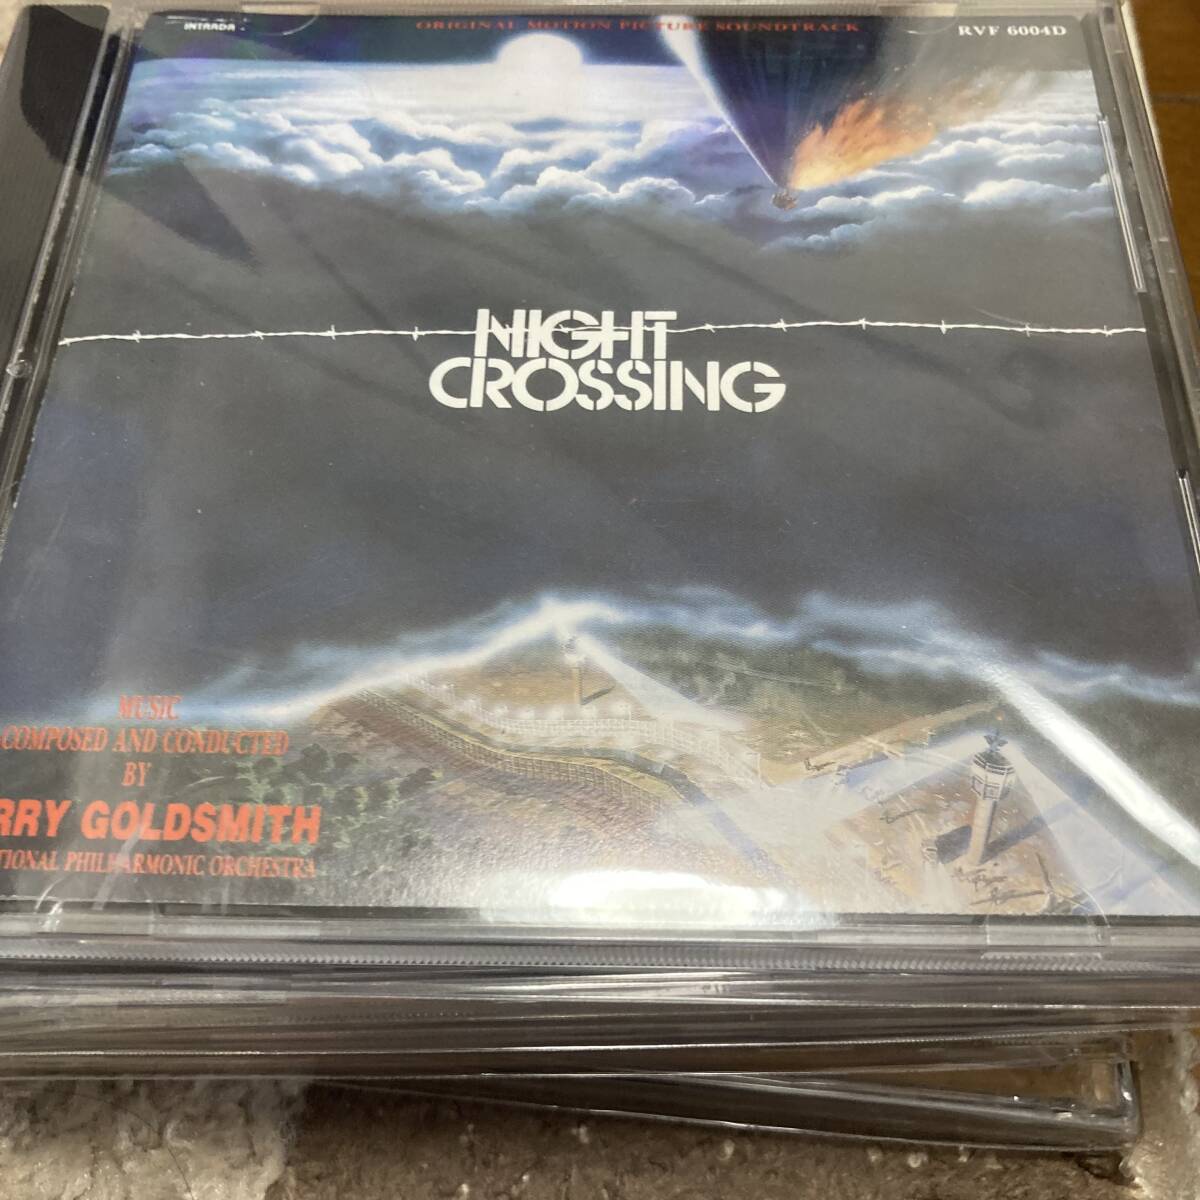 INTRADA
ORIGINAL MOTION PICTURE SOUNDTRACK
RVF 6004D
NIGHT
CROSSING
MUSIC
COMPOSED AND CONDUCTED
BY
RRY GOLDSMITH
TIONAL PHILHARMONIC ORCHESTRA